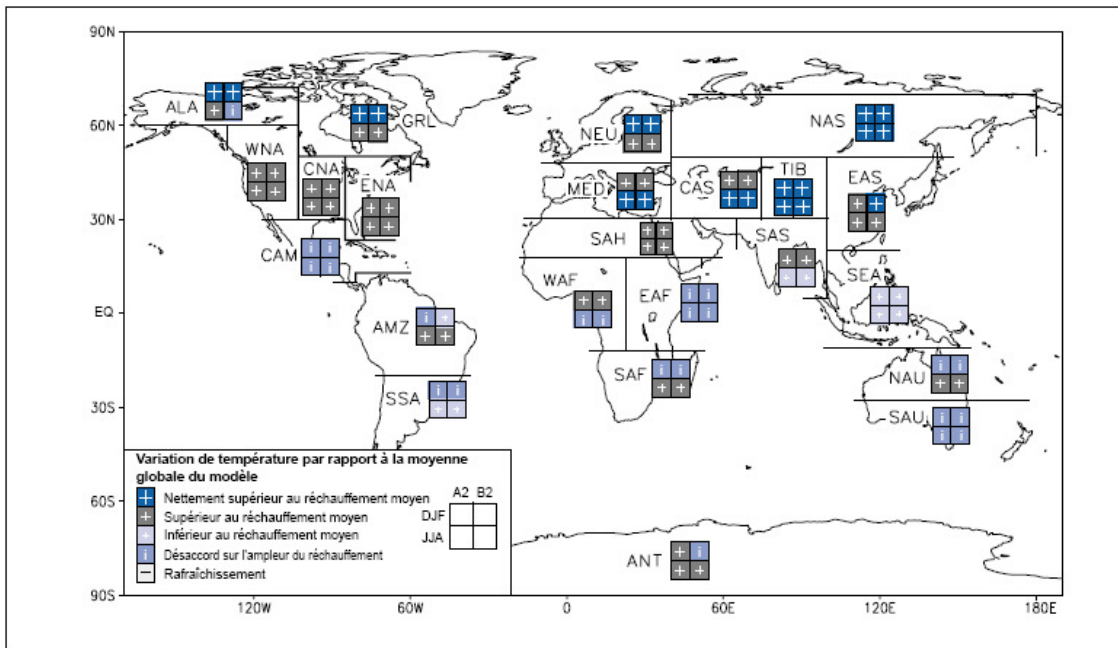 90N
ALA
GRL
NAS
60N
NEU
WNA
CNA
ENA
MED
CAS
TIB
EAS
30N
SAH
SAS
CAM
SEA
WAF
EAF
EQ
AMZ
SAF
NAU
SSA
30S
SAU
Variation de température par rapport à la moyenne
globale du modèle
A2 B2
Nettement supérieur au réchauffement moyen
60S
Supérieur au réchauffement moyen
DJF
Inférieur au réchauffement moyen
JJA
i Désaccord sur l'ampleur du réchauffement
Rafraîchissement
ANT
90S
120W 60W 0 60E 120E 180E